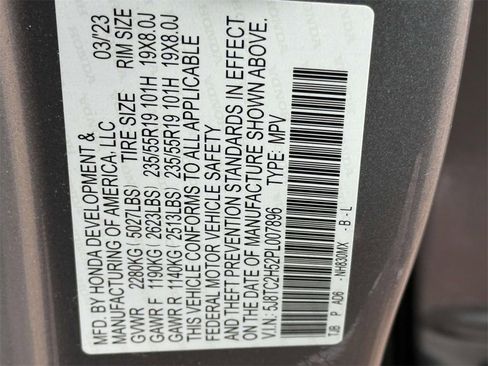 MFD. BY HONDA DEVELOPMENT & 03/23
MANUFACTURING OF AMERICA, LLC
TIRE SIZE RIM SIZE
GVWR 2280KG(5027LBS)
GAWR F 1190KG(2623LBS) 235/55R19 101H 19X8.0J
GAWR R 1140KG(2513LBS) 235/55R19 101H 19X8.0J
THIS VEHICLE CONFORMS TO ALL APPLICABLE
FEDERAL MOTOR VEHICLE SAFETY
AND THEFT PREVENTION STANDARDS IN EFFECT
ON THE DATE OF MANUFACTURE SHOWN ABOVE.
V.I.N.: 5J8TC2H52PL007896 TYPE: MPV
TJB P AD6 -NH830MX -B-L
HONDA